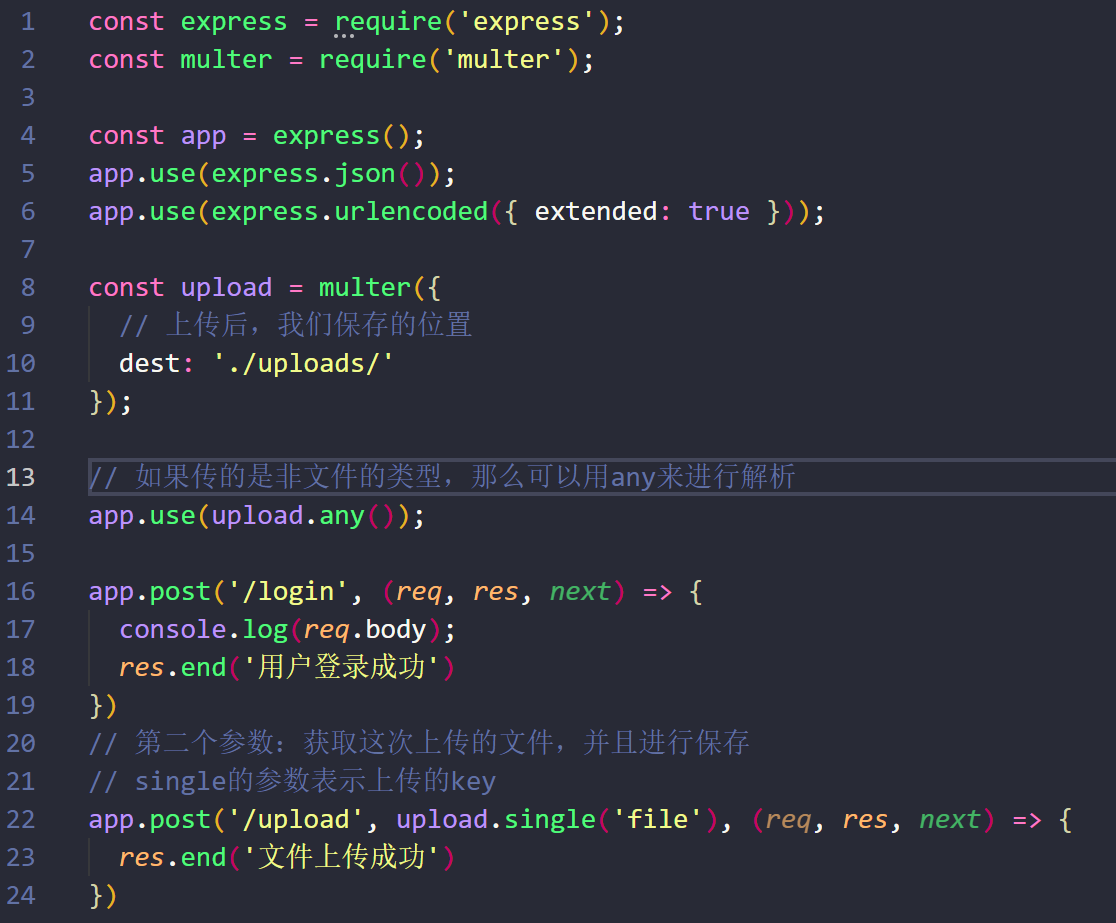 1 const express = require('express');
2 const multer = require('multer');
3
4 const app = express();
5 app.use(express.json());
6 app.use(express.urlencoded({ extended: true }));
7
8 const upload = multer({
9 // 上传后，我们保存的位置
10 dest: './uploads/'
11 });
12
13 // 如果传的是非文件的类型，那么可以用any来进行解析
14 app.use(upload.any());
15
16 app.post('/login', (req, res, next) => {
17 console.log(req.body);
18 res.end('用户登录成功')
19 })
20 // 第二个参数：获取这次上传的文件，并且进行保存
21 // single的参数表示上传的key
22 app.post('/upload', upload.single('file'), (req, res, next) => {
23 res.end('文件上传成功')
24 })